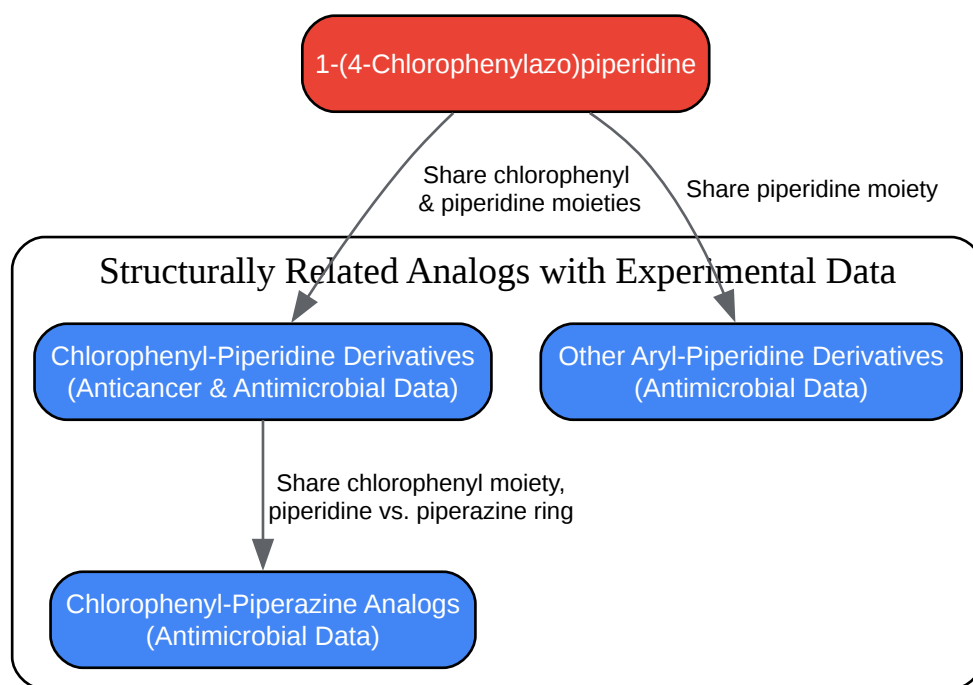 1-(4-Chlorophenylazo)piperidine
Share chlorophenyl
& piperidine moieties
Share piperidine moiety
Structurally Related Analogs with Experimental Data
Chlorophenyl-Piperidine Derivatives
(Anticancer & Antimicrobial Data)
Other Aryl-Piperidine Derivatives
(Antimicrobial Data)
Share chlorophenyl moiety,
piperidine vs. piperazine ring
Chlorophenyl-Piperazine Analogs
(Antimicrobial Data)